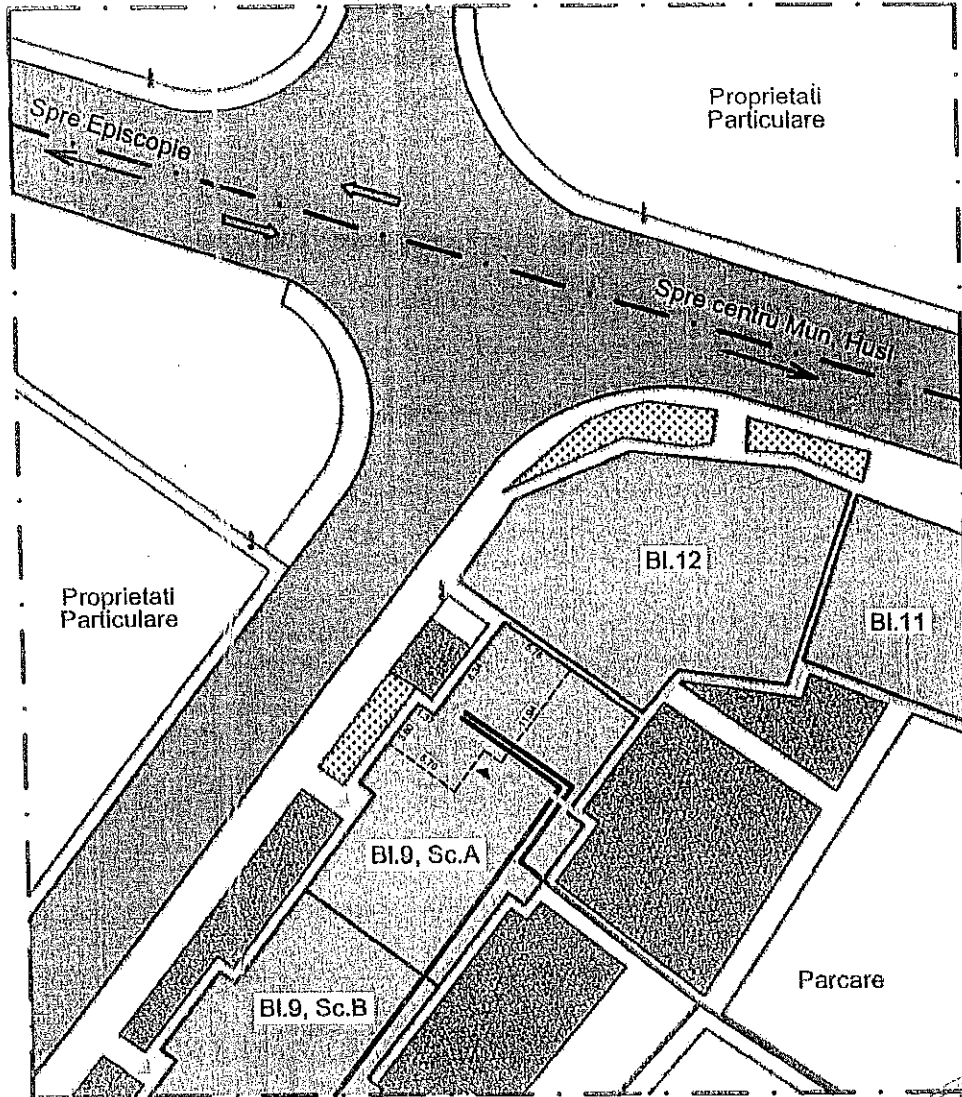 Proprietati
Particulare
Spre Episcopie
Spre centru Mun. Husi
Bl.12
Bl.11
Proprietati
Particulare
Bl.9, Sc.A
Parcare
Bl.9, Sc.B